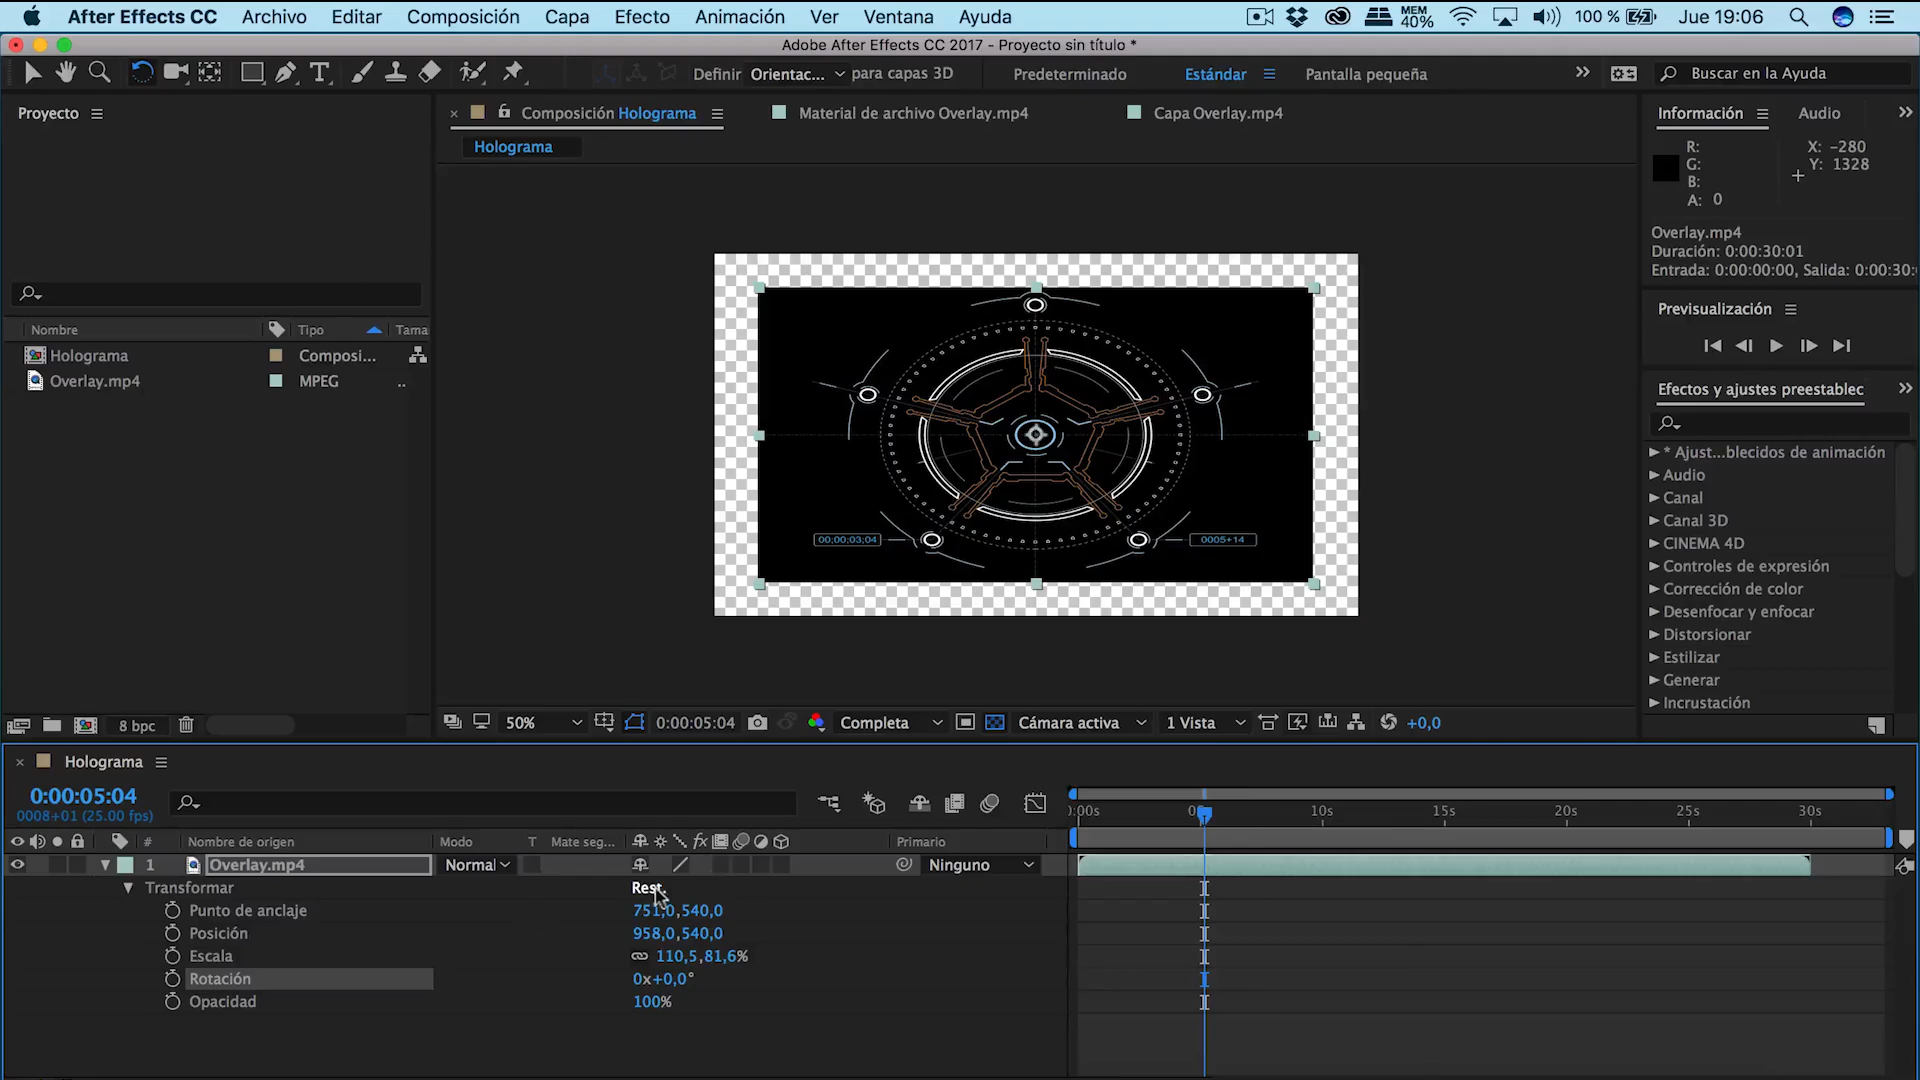 After Effects CC Archivo Editar Composición Capa Efecto Animación Ver Ventana Ayuda MEM 40% 100 % Jue 19:06
Adobe After Effects CC 2017 - Proyecto sin título *
Definir Orientac... para capas 3D Predeterminado Estándar Pantalla pequeña Buscar en la Ayuda
Proyecto
Composición Holograma Material de archivo Overlay.mp4 Capa Overlay.mp4
Holograma
Información Audio
R: X: -280
G: Y: 1328
B:
A: 0
Overlay.mp4
Duración: 0:00:30:01
Entrada: 0:00:00:00, Salida: 0:00:30:
Previsualización
Nombre Tipo Tama
Holograma Composi...
Overlay.mp4 MPEG ..
Efectos y ajustes preestablec
* Ajust...blecidos de animación
Audio
Canal
Canal 3D
CINEMA 4D
Controles de expresión
Corrección de color
Desenfocar y enfocar
Distorsionar
Estilizar
Generar
Incrustación
00;00;03;04 0005+14
8 bpc
50% 0:00:05:04 Completa Cámara activa 1 Vista +0,0
Holograma
0:00:05:04
0008+01 (25.00 fps)
:00s 10s 15s 20s 25s 30s
# Nombre de origen Modo T Mate seg... fx Primario
1 Overlay.mp4 Normal Ninguno
Transformar Rest.
Punto de anclaje 751,0,540,0
Posición 958,0,540,0
Escala 110,5,81,6%
Rotación 0x+0,0°
Opacidad 100%